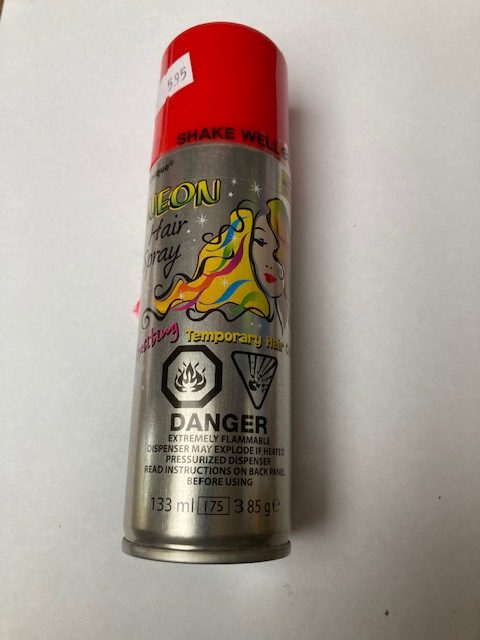 5.95
SHAKE WELL
NEON
Hair
Spray
Temporary Hair
DANGER
EXTREMELY FLAMMABLE
DISPENSER MAY EXPLODE IF HEATED
PRESSURIZED DISPENSER
READ INSTRUCTIONS ON BACK PANEL
BEFORE USING
133 ml 175 3 85 g e